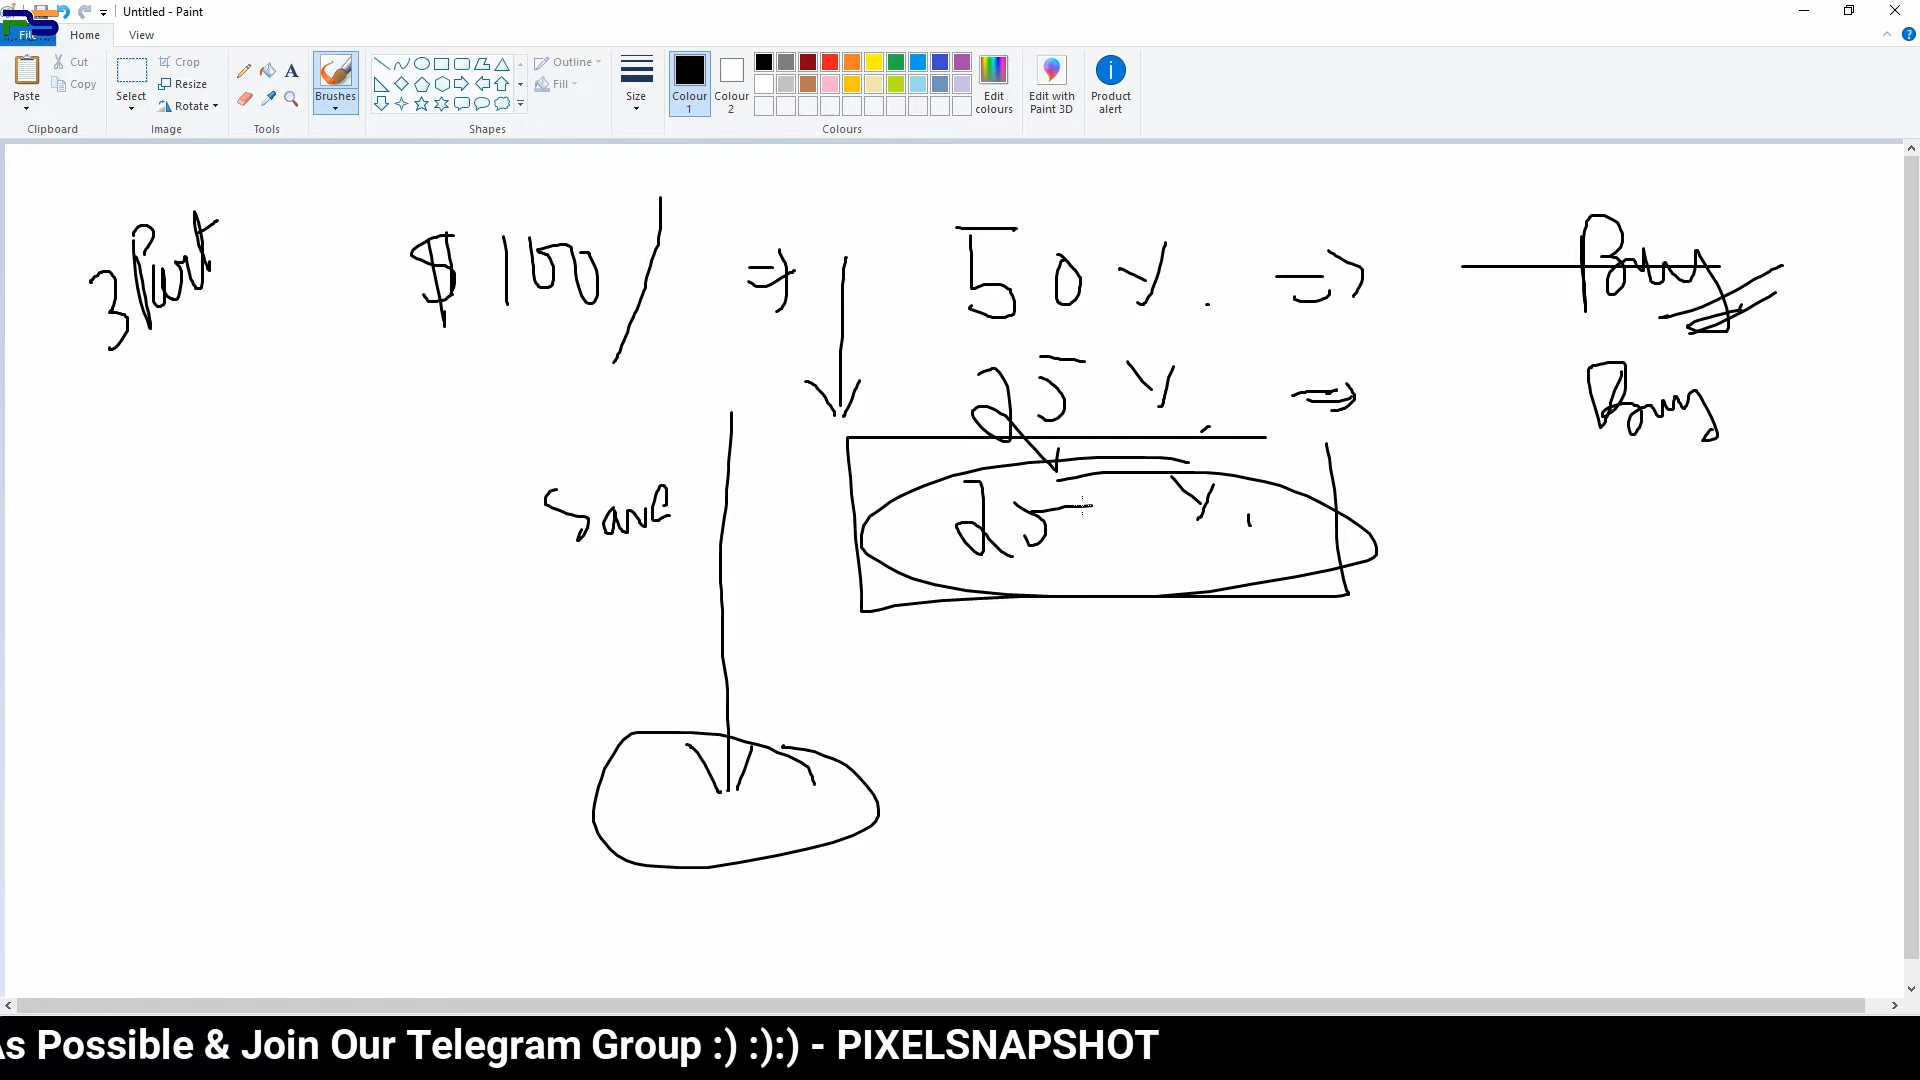 Untitled - Paint
File
Home
View
Paste
Cut
Copy
Clipboard
Select
Crop
Resize
Rotate
Image
A
Tools
Brushes
Outline
Fill
Shapes
Size
Colour
1
Colour
2
Edit
colours
Colours
Edit with
Paint 3D
Product
alert
3 Part $ 100/ ⇒ 50 %. ⇒ Buy
25 %. ⇒ Buy
Save 25 %.
As Possible & Join Our Telegram Group :) :):) - PIXELSNAPSHOT